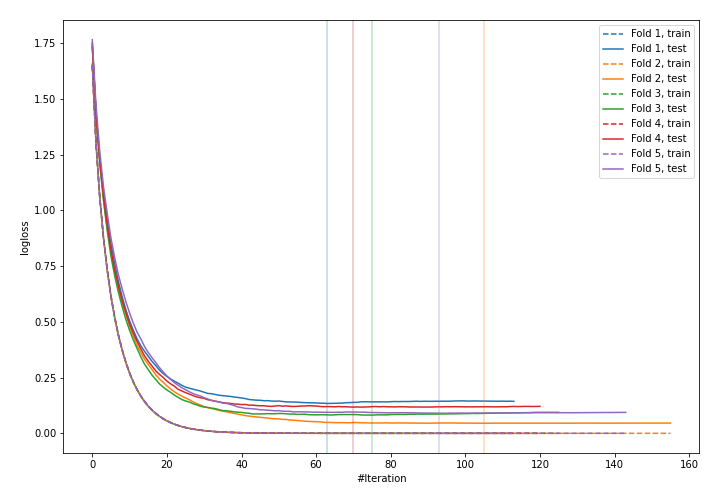 1.75
1.50
1.25
1.00
0.75
0.50
0.25
0.00
logloss
0
20
40
60
80
100
120
140
160
#Iteration
Fold 1, train
Fold 1, test
Fold 2, train
Fold 2, test
Fold 3, train
Fold 3, test
Fold 4, train
Fold 4, test
Fold 5, train
Fold 5, test